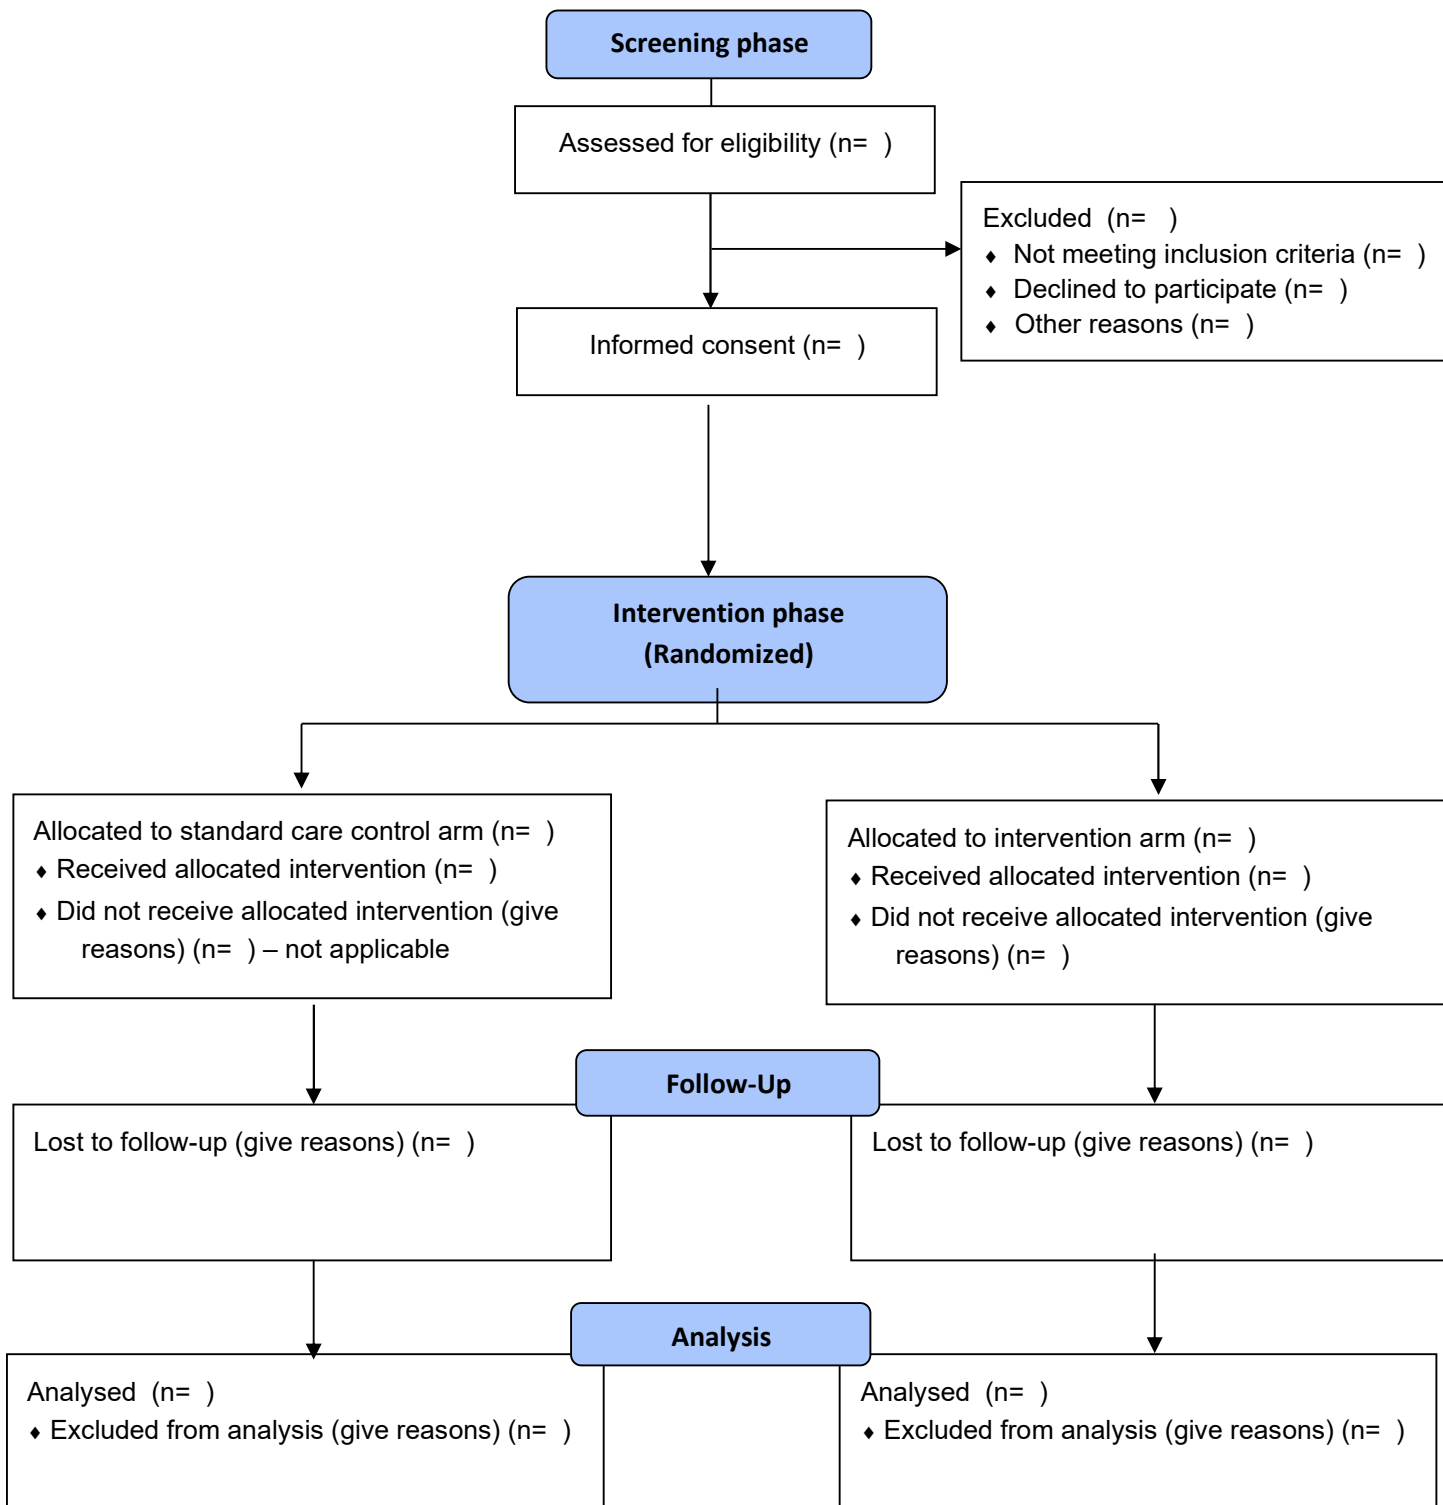 Screening phase
Assessed for eligibility (n=  )
Excluded  (n=   )
♦ Not meeting inclusion criteria (n=  )
♦ Declined to participate (n=  )
♦ Other reasons (n=  )
Informed consent (n=  )
Intervention phase
(Randomized)
Allocated to standard care control arm (n=  )
♦ Received allocated intervention (n=  )
♦ Did not receive allocated intervention (give
reasons) (n=  ) – not applicable
Allocated to intervention arm (n=  )
♦ Received allocated intervention (n=  )
♦ Did not receive allocated intervention (give
reasons) (n=  )
Follow-Up
Lost to follow-up (give reasons) (n=  )
Lost to follow-up (give reasons) (n=  )
Analysis
Analysed  (n=  )
♦ Excluded from analysis (give reasons) (n=  )
Analysed  (n=  )
♦ Excluded from analysis (give reasons) (n=  )